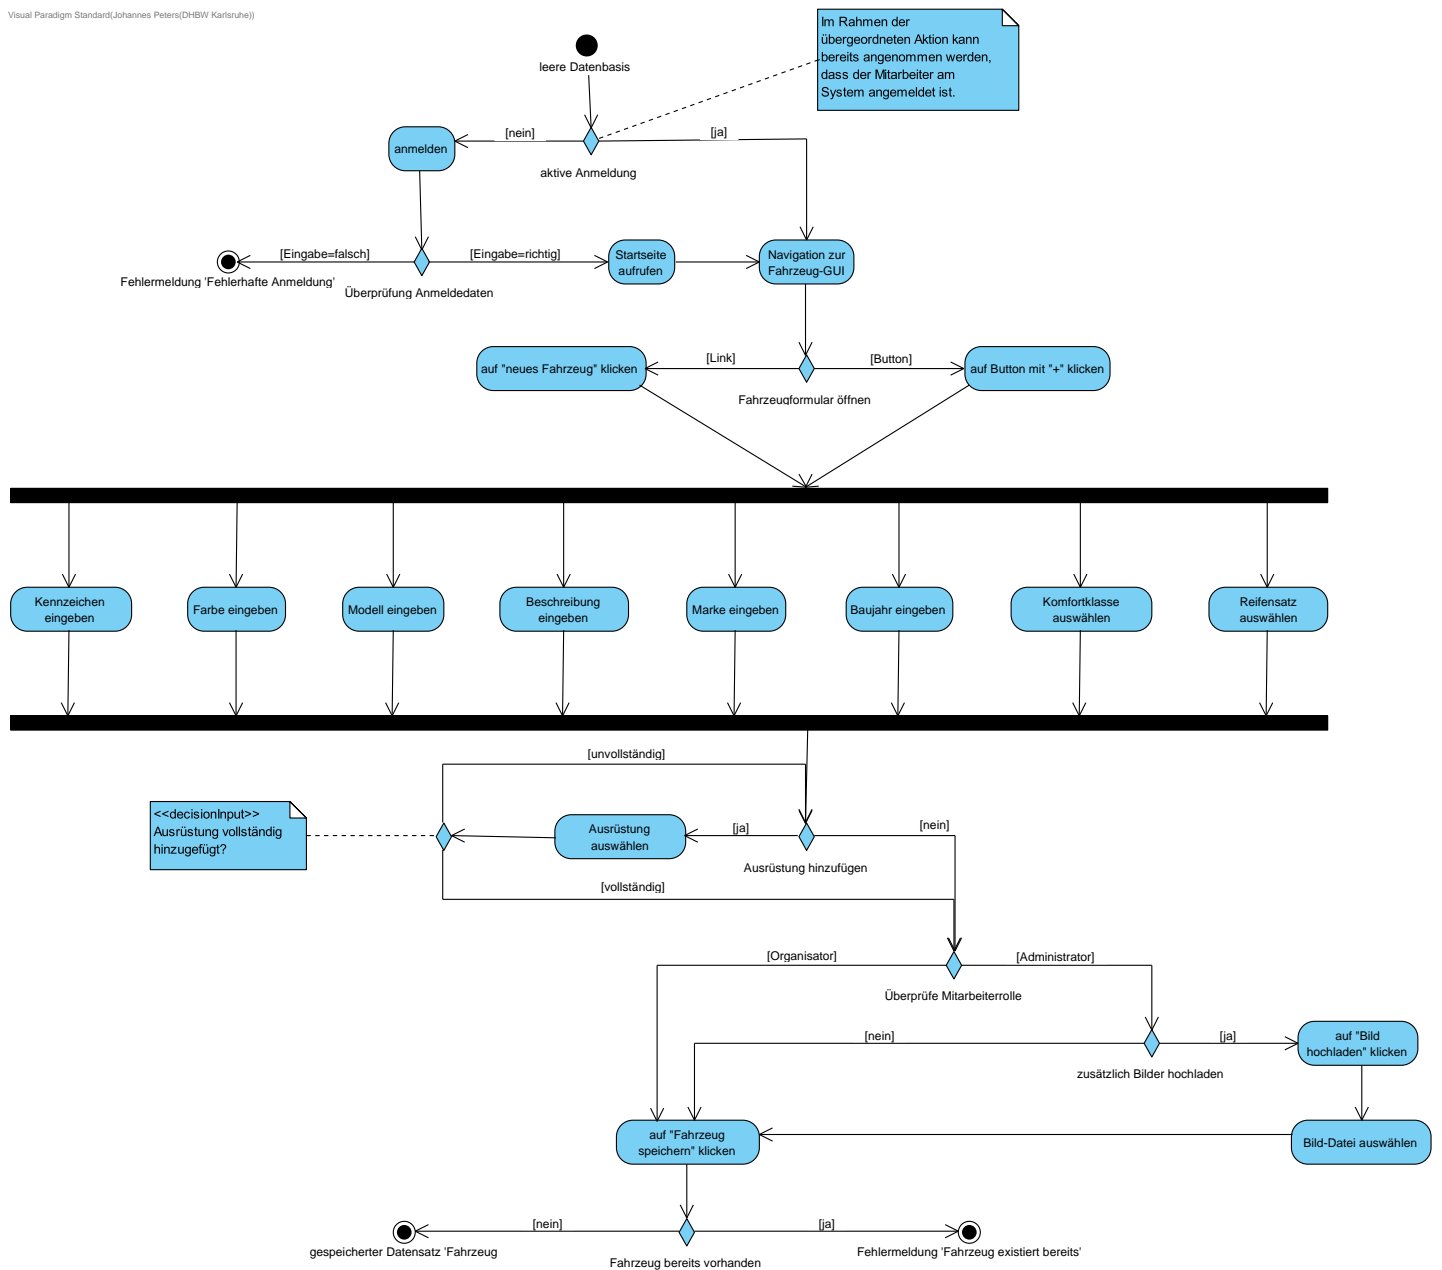 Visual Paradigm Standard(Johannes Peters(DHBW Karlsruhe))
Im Rahmen der
übergeordneten Aktion kann
bereits angenommen werden,
dass der Mitarbeiter am
System angemeldet ist.
leere Datenbasis
[nein]
[ja]
anmelden
aktive Anmeldung
[Eingabe=falsch]
[Eingabe=richtig]
Startseite
aufrufen
Navigation zur
Fahrzeug-GUI
Fehlermeldung 'Fehlerhafte Anmeldung'
Überprüfung Anmeldedaten
[Link]
[Button]
auf "neues Fahrzeug" klicken
auf Button mit "+" klicken
Fahrzeugformular öffnen
Kennzeichen
eingeben
Farbe eingeben
Modell eingeben
Beschreibung
eingeben
Marke eingeben
Baujahr eingeben
Komfortklasse
auswählen
Reifensatz
auswählen
[unvollständig]
<<decisionInput>>
Ausrüstung vollständig
hinzugefügt?
Ausrüstung
auswählen
[ja]
[nein]
Ausrüstung hinzufügen
[vollständig]
[Organisator]
[Administrator]
Überprüfe Mitarbeiterrolle
[nein]
[ja]
auf "Bild
hochladen" klicken
zusätzlich Bilder hochladen
auf "Fahrzeug
speichern" klicken
Bild-Datei auswählen
[nein]
[ja]
gespeicherter Datensatz 'Fahrzeug
Fahrzeug bereits vorhanden
Fehlermeldung 'Fahrzeug existiert bereits'